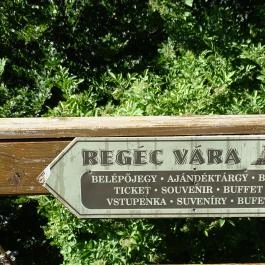 REGÉC VÁRA
BELÉPŐJEGY • AJÁNDÉKTÁRGY • B
TICKET • SOUVENIR • BUFFET
VSTUPENKA • SUVENÍRY • BUFE